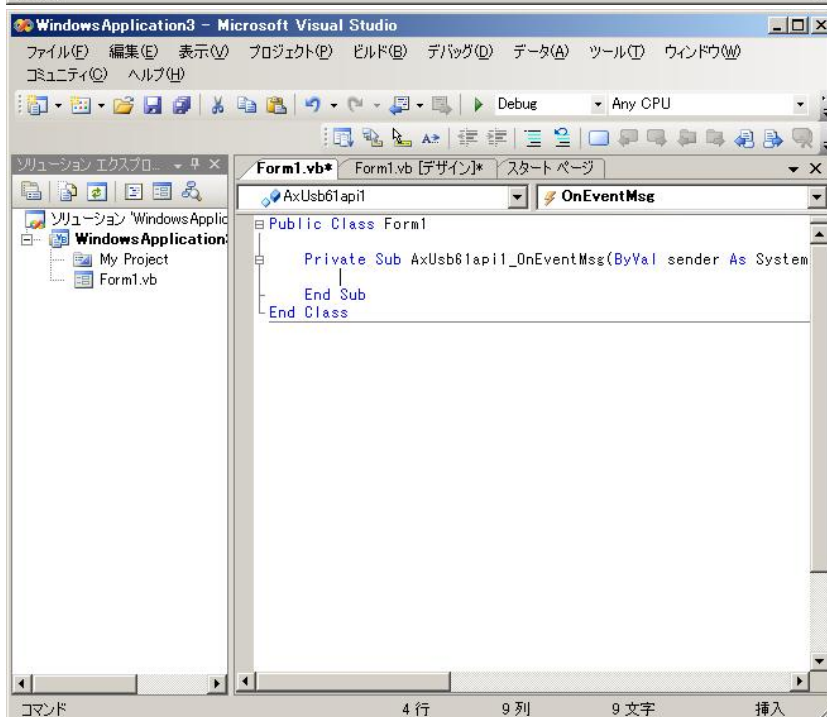 WindowsApplication3 - Microsoft Visual Studio
ファイル(F) 編集(E) 表示(V) プロジェクト(P) ビルド(B) デバッグ(D) データ(A) ツール(T) ウィンドウ(W)
コミュニティ(C) ヘルプ(H)
Debug Any CPU
ソリューション エクスプロ...
Form1.vb* Form1.vb [デザイン]* スタート ページ
AxUsb61api1 OnEventMsg
ソリューション 'WindowsApplic
WindowsApplication
My Project
Form1.vb
Public Class Form1
Private Sub AxUsb61api1_OnEventMsg(ByVal sender As System
End Sub
End Class
コマンド 4 行 9 列 9 文字 挿入